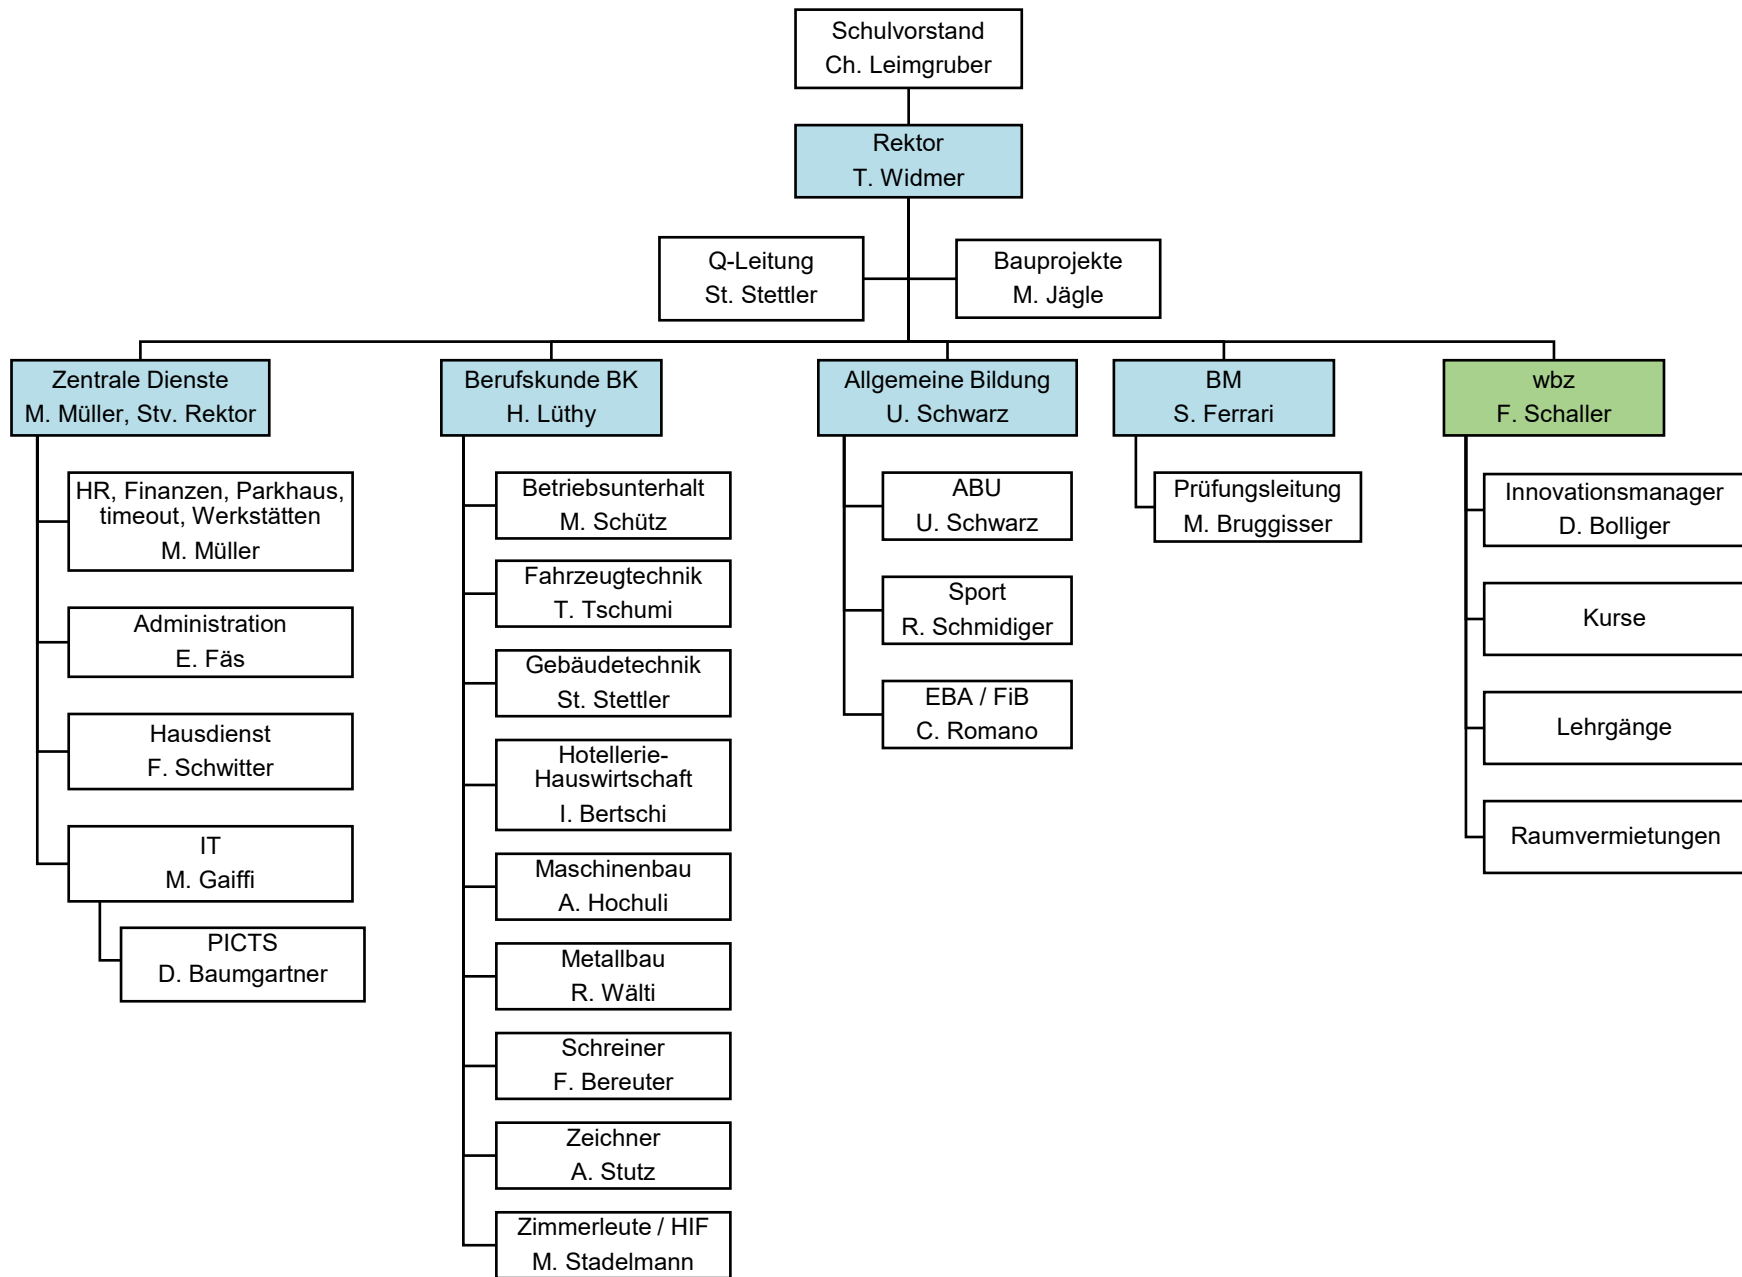 Schulvorstand
Ch. Leimgruber
Rektor
T. Widmer
Q-Leitung
St. Stettler
Bauprojekte
M. Jägle
Zentrale Dienste
M. Müller, Stv. Rektor
HR, Finanzen, Parkhaus,
timeout, Werkstätten
M. Müller
Administration
E. Fäs
Hausdienst
F. Schwitter
IT
M. Gaiffi
PICTS
D. Baumgartner
Berufskunde BK
H. Lüthy
Betriebsunterhalt
M. Schütz
Fahrzeugtechnik
T. Tschumi
Gebäudetechnik
St. Stettler
Hotellerie-
Hauswirtschaft
I. Bertschi
Maschinenbau
A. Hochuli
Metallbau
R. Wälti
Schreiner
F. Bereuter
Zeichner
A. Stutz
Zimmerleute / HIF
M. Stadelmann
Allgemeine Bildung
U. Schwarz
ABU
U. Schwarz
Sport
R. Schmidiger
EBA / FiB
C. Romano
BM
S. Ferrari
Prüfungsleitung
M. Bruggisser
wbz
F. Schaller
Innovationsmanager
D. Bolliger
Kurse
Lehrgänge
Raumvermietungen